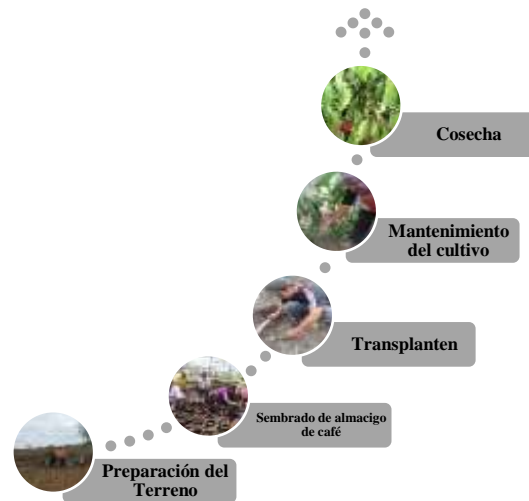 Cosecha
Mantenimiento
del cultivo
Transplanten
Sembrado de almacigo
de café
Preparación del
Terreno